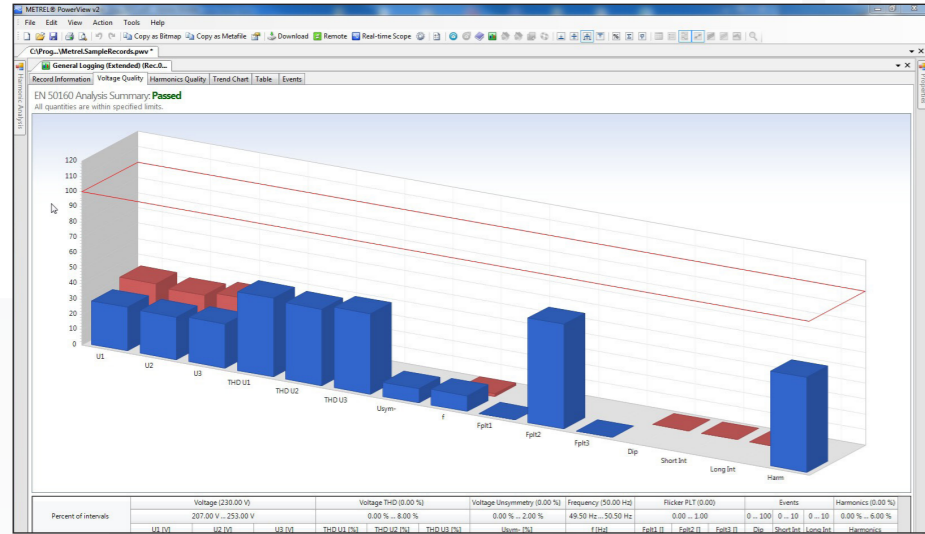 METREL® PowerView v2
File Edit View Action Tools Help
Copy as Bitmap Copy as Metafile Download Remote Real-time Scope
C:\Prog...\Metrel.SampleRecords.pwv *
General Logging (Extended) (Rec.0...
Record Information Voltage Quality Harmonics Quality Trend Chart Table Events
Harmonic Analysis
Properties
EN 50160 Analysis Summary: Passed
All quantities are within specified limits.
120
110
100
90
80
70
60
50
40
30
20
10
0
U1
U2
U3
THD U1
THD U2
THD U3
Usym-
f
Fplt1
Fplt2
Fplt3
Dip
Short Int
Long Int
Harm
Percent of intervals
Voltage (230.00 V) Voltage THD (0.00 %) Voltage Unsymmetry (0.00 %) Frequency (50.00 Hz) Flicker PLT (0.00) Events Harmonics (0.00 %)
207.00 V ... 253.00 V 0.00 % ... 8.00 % 0.00 % ... 2.00 % 49.50 Hz ... 50.50 Hz 0.00 ... 1.00 0 ... 100 0 ... 10 0 ... 10 0.00 % ... 6.00 %
U1 [V] U2 [V] U3 [V] THD U1 [%] THD U2 [%] THD U3 [%] Usym- [%] f [Hz] Fplt1 [] Fplt2 [] Fplt3 [] Dip Short Int Long Int Harmonics